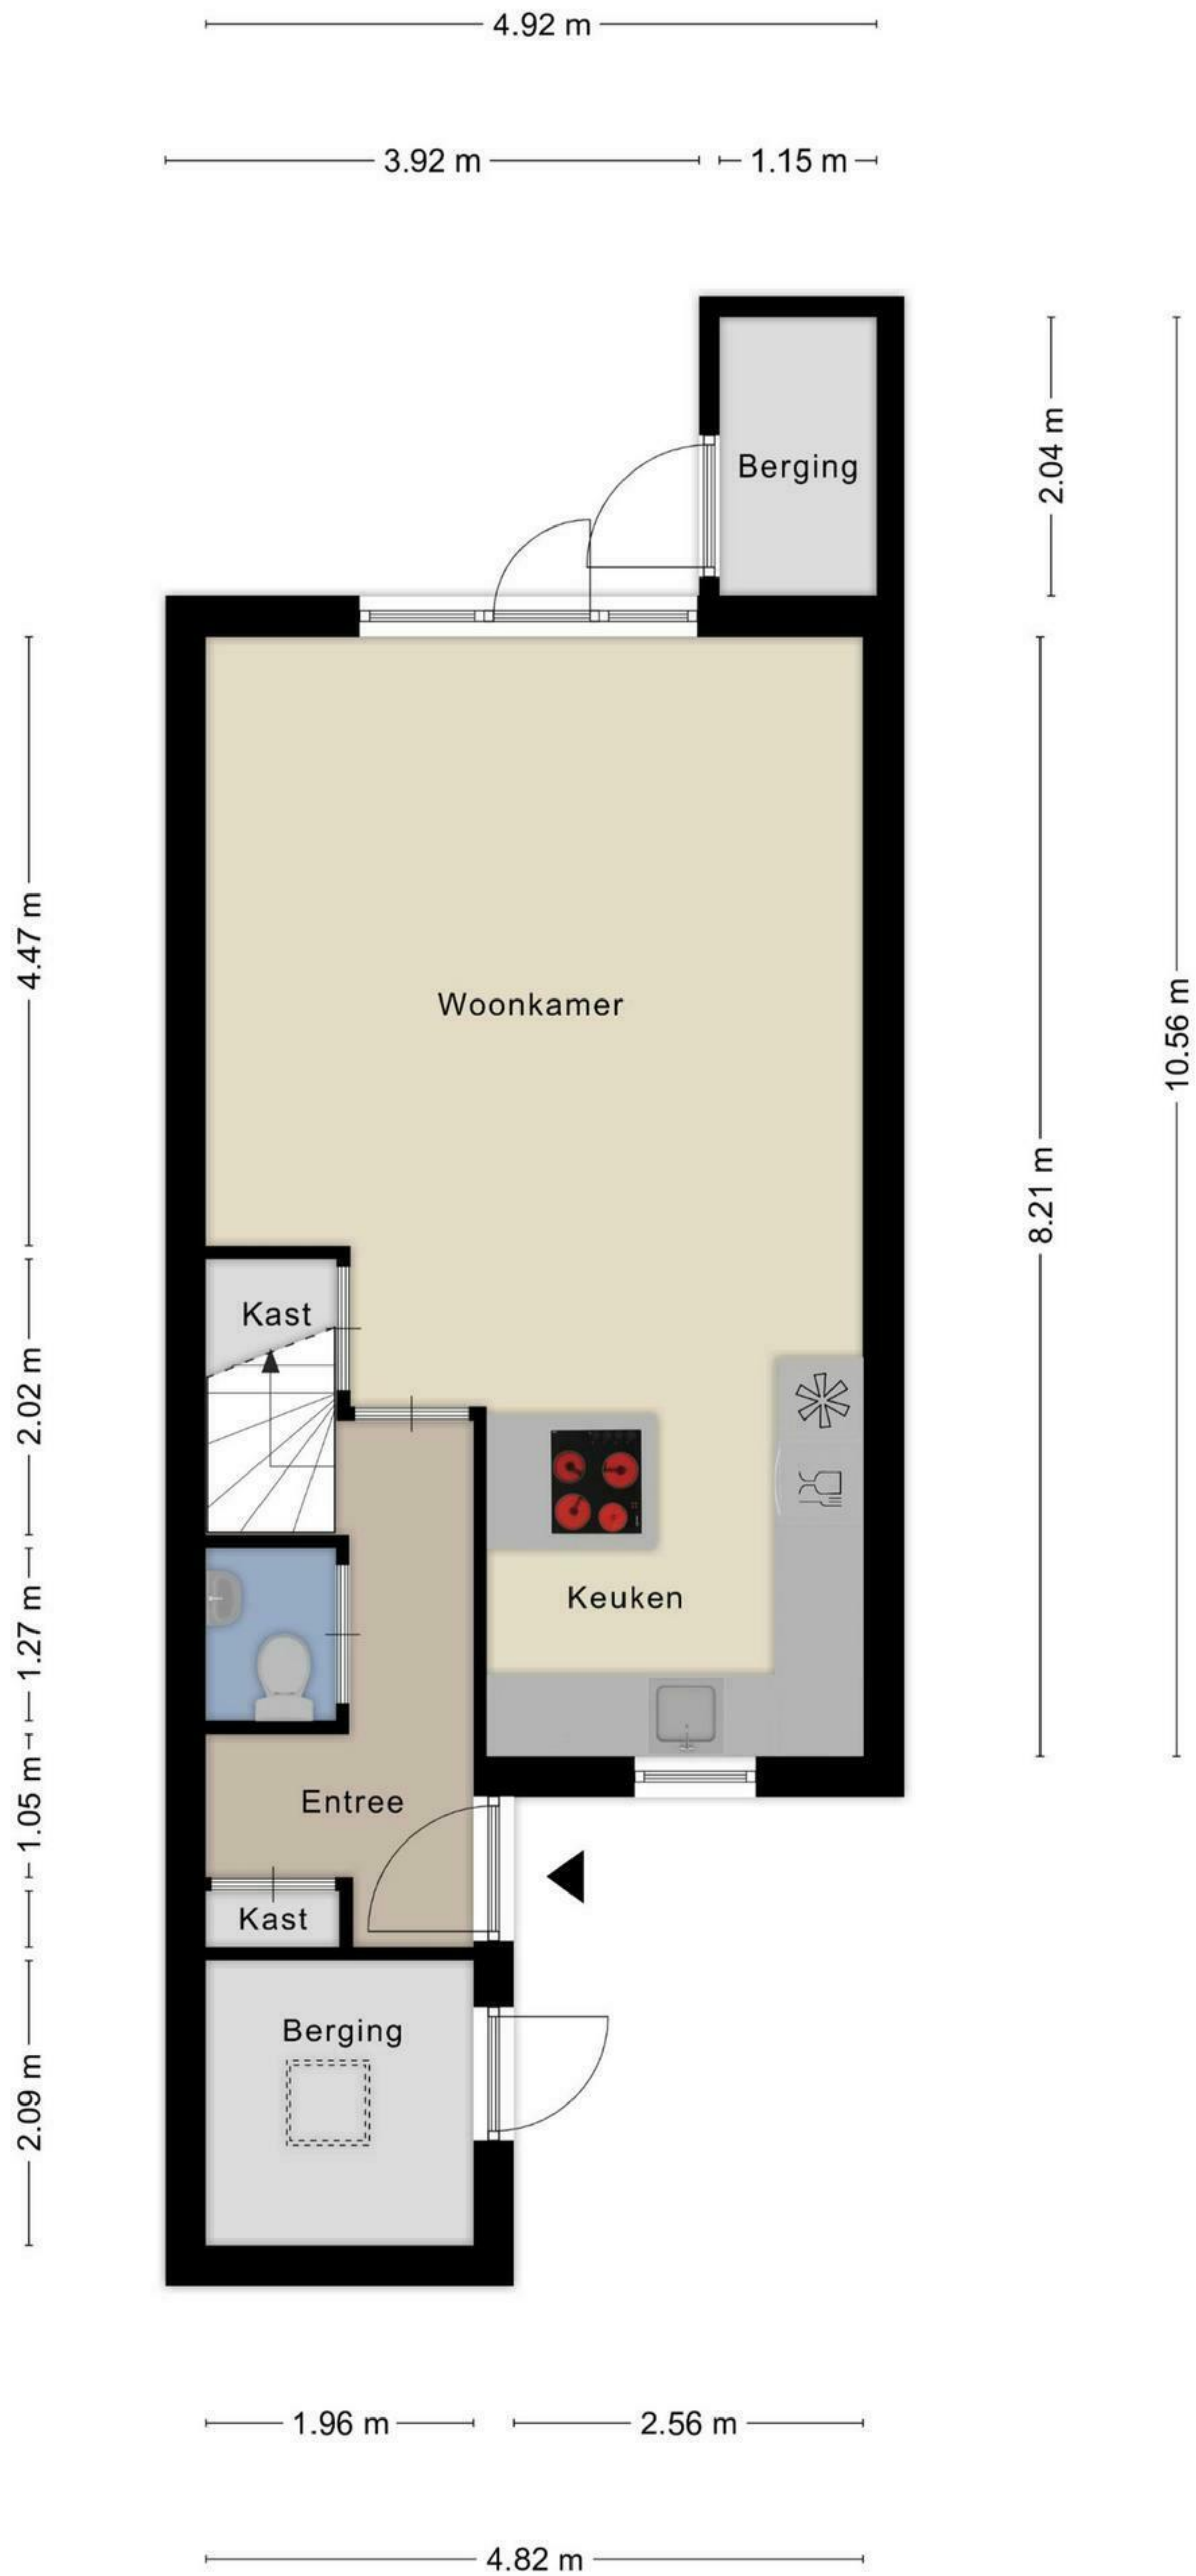 4.92 m
3.92 m
1.15 m
Berging
2.04 m
4.47 m
Woonkamer
10.56 m
8.21 m
Kast
2.02 m
Keuken
1.27 m
Entree
1.05 m
Kast
Berging
2.09 m
1.96 m
2.56 m
4.82 m